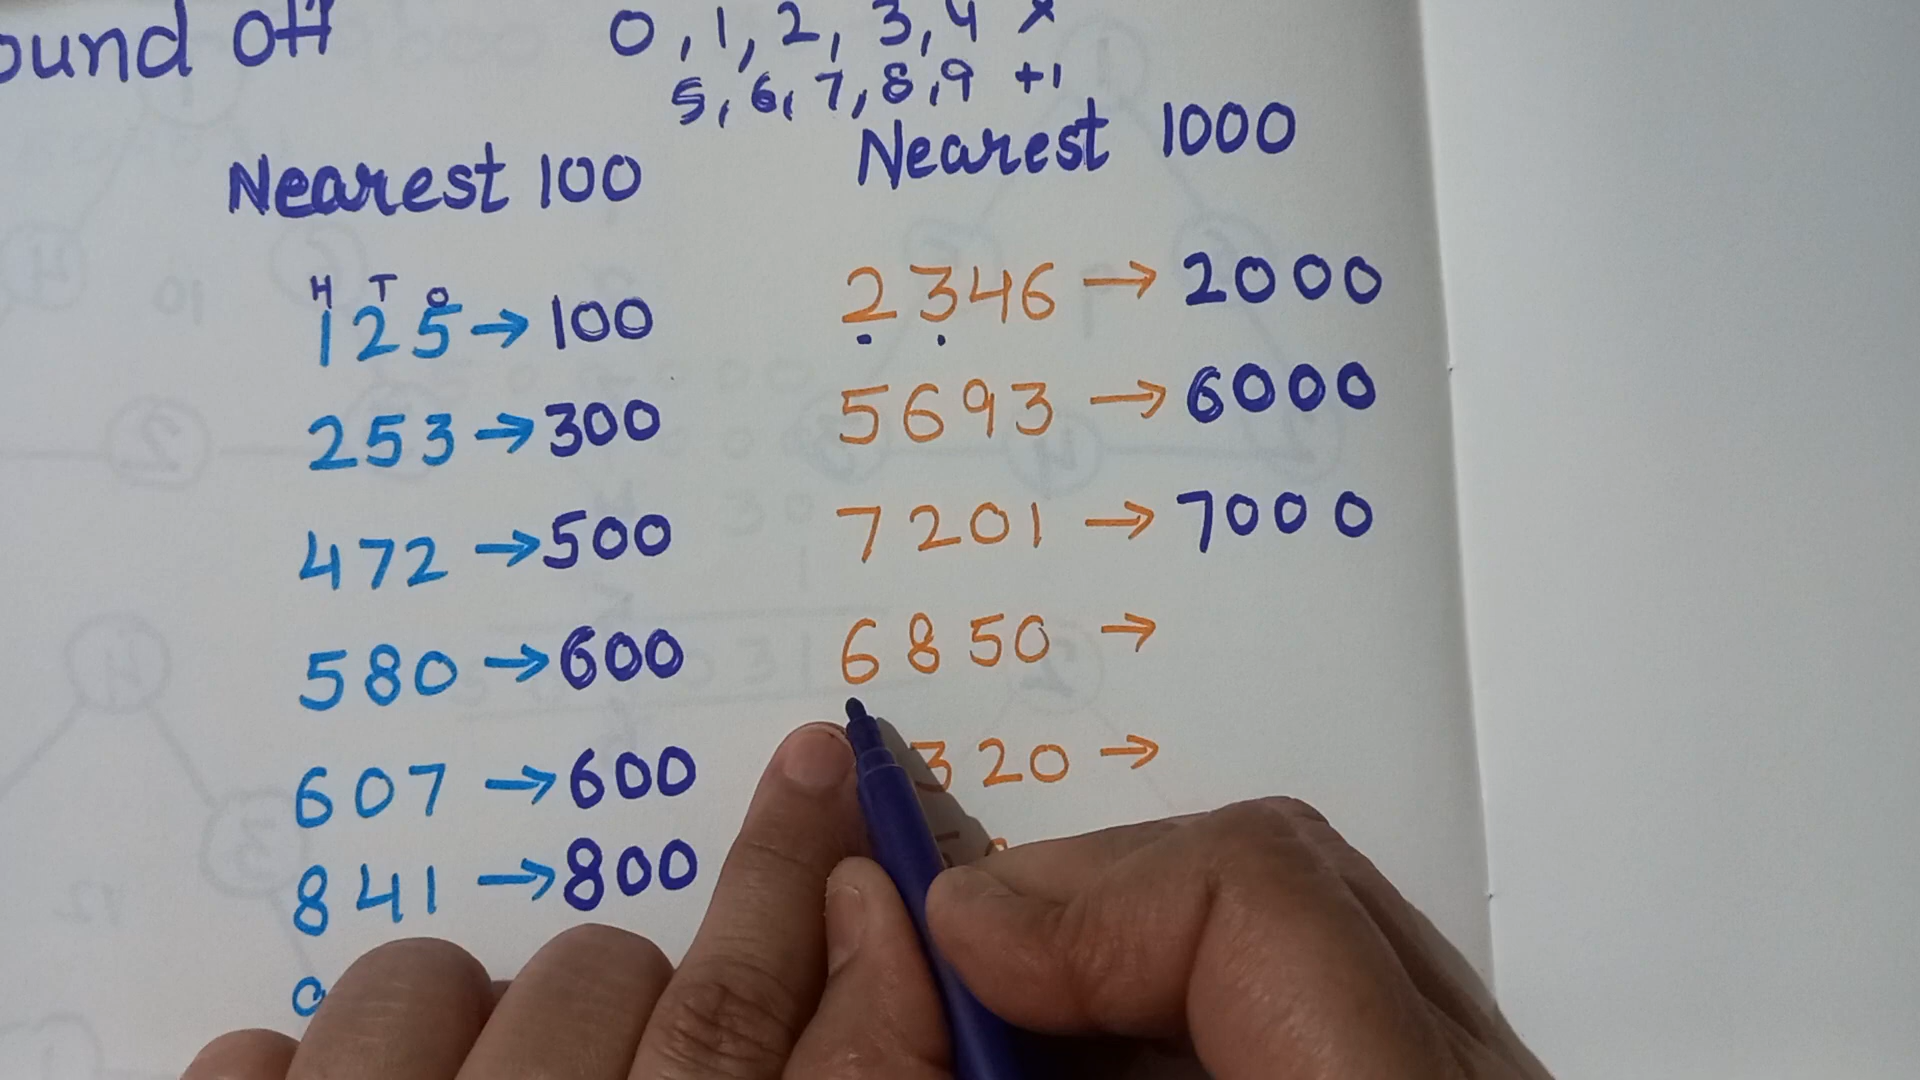 ound off
0, 1, 2, 3, 4 x
5, 6, 7, 8, 9 +1
Nearest 100
H T O
125 → 100
253 → 300
472 → 500
580 → 600
607 → 600
841 → 800
Nearest 1000
2346 → 2000
5693 → 6000
7201 → 7000
6850 →
320 →